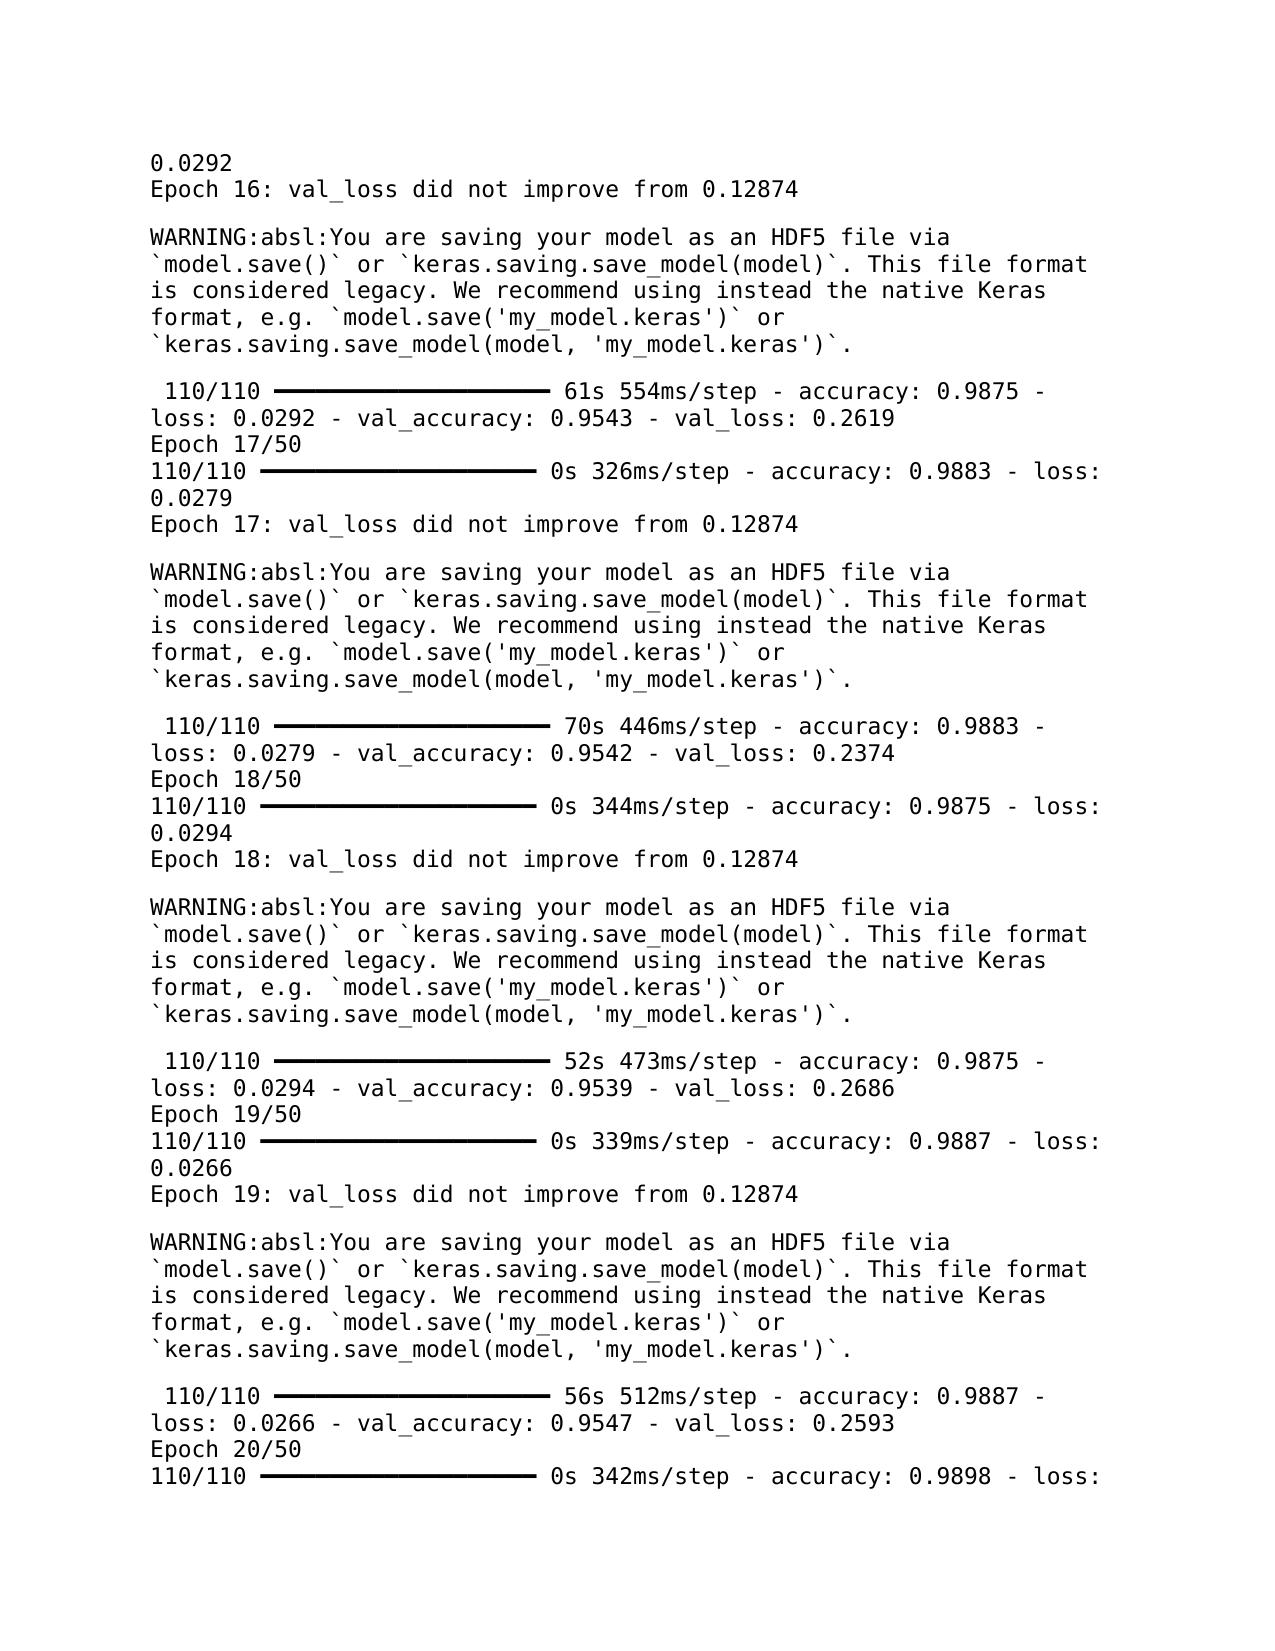 0.0292
Epoch 16: val_loss did not improve from 0.12874
WARNING:absl:You are saving your model as an HDF5 file via
`model.save()` or `keras.saving.save_model(model)`. This file format
is considered legacy. We recommend using instead the native Keras
format, e.g. `model.save('my_model.keras')` or
`keras.saving.save_model(model, 'my_model.keras')`.
110/110 ━━━━━━━━━━━━━━━━━━━━ 61s 554ms/step - accuracy: 0.9875 -
loss: 0.0292 - val_accuracy: 0.9543 - val_loss: 0.2619
Epoch 17/50
110/110 ━━━━━━━━━━━━━━━━━━━━ 0s 326ms/step - accuracy: 0.9883 - loss:
0.0279
Epoch 17: val_loss did not improve from 0.12874
WARNING:absl:You are saving your model as an HDF5 file via
`model.save()` or `keras.saving.save_model(model)`. This file format
is considered legacy. We recommend using instead the native Keras
format, e.g. `model.save('my_model.keras')` or
`keras.saving.save_model(model, 'my_model.keras')`.
110/110 ━━━━━━━━━━━━━━━━━━━━ 70s 446ms/step - accuracy: 0.9883 -
loss: 0.0279 - val_accuracy: 0.9542 - val_loss: 0.2374
Epoch 18/50
110/110 ━━━━━━━━━━━━━━━━━━━━ 0s 344ms/step - accuracy: 0.9875 - loss:
0.0294
Epoch 18: val_loss did not improve from 0.12874
WARNING:absl:You are saving your model as an HDF5 file via
`model.save()` or `keras.saving.save_model(model)`. This file format
is considered legacy. We recommend using instead the native Keras
format, e.g. `model.save('my_model.keras')` or
`keras.saving.save_model(model, 'my_model.keras')`.
110/110 ━━━━━━━━━━━━━━━━━━━━ 52s 473ms/step - accuracy: 0.9875 -
loss: 0.0294 - val_accuracy: 0.9539 - val_loss: 0.2686
Epoch 19/50
110/110 ━━━━━━━━━━━━━━━━━━━━ 0s 339ms/step - accuracy: 0.9887 - loss:
0.0266
Epoch 19: val_loss did not improve from 0.12874
WARNING:absl:You are saving your model as an HDF5 file via
`model.save()` or `keras.saving.save_model(model)`. This file format
is considered legacy. We recommend using instead the native Keras
format, e.g. `model.save('my_model.keras')` or
`keras.saving.save_model(model, 'my_model.keras')`.
110/110 ━━━━━━━━━━━━━━━━━━━━ 56s 512ms/step - accuracy: 0.9887 -
loss: 0.0266 - val_accuracy: 0.9547 - val_loss: 0.2593
Epoch 20/50
110/110 ━━━━━━━━━━━━━━━━━━━━ 0s 342ms/step - accuracy: 0.9898 - loss: